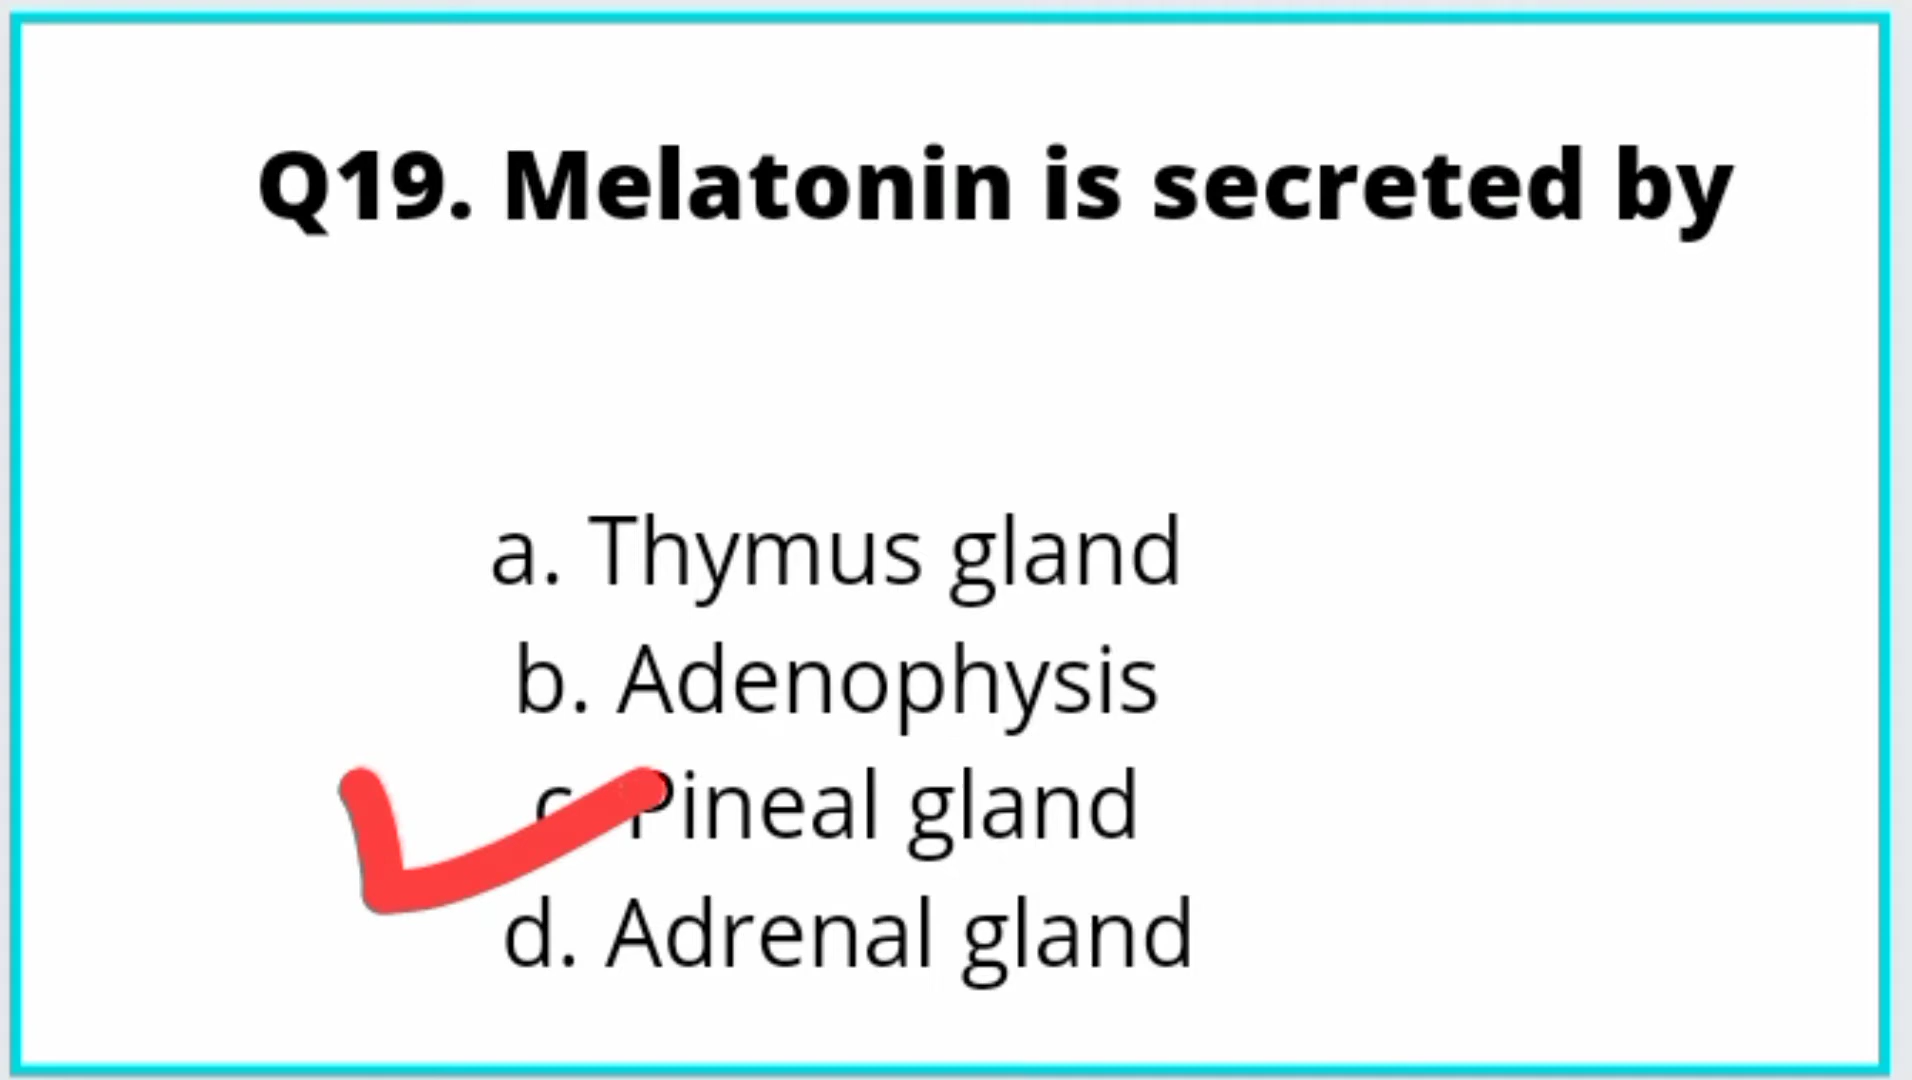 Q19. Melatonin is secreted by
a. Thymus gland
b. Adenophysis
c. Pineal gland
d. Adrenal gland